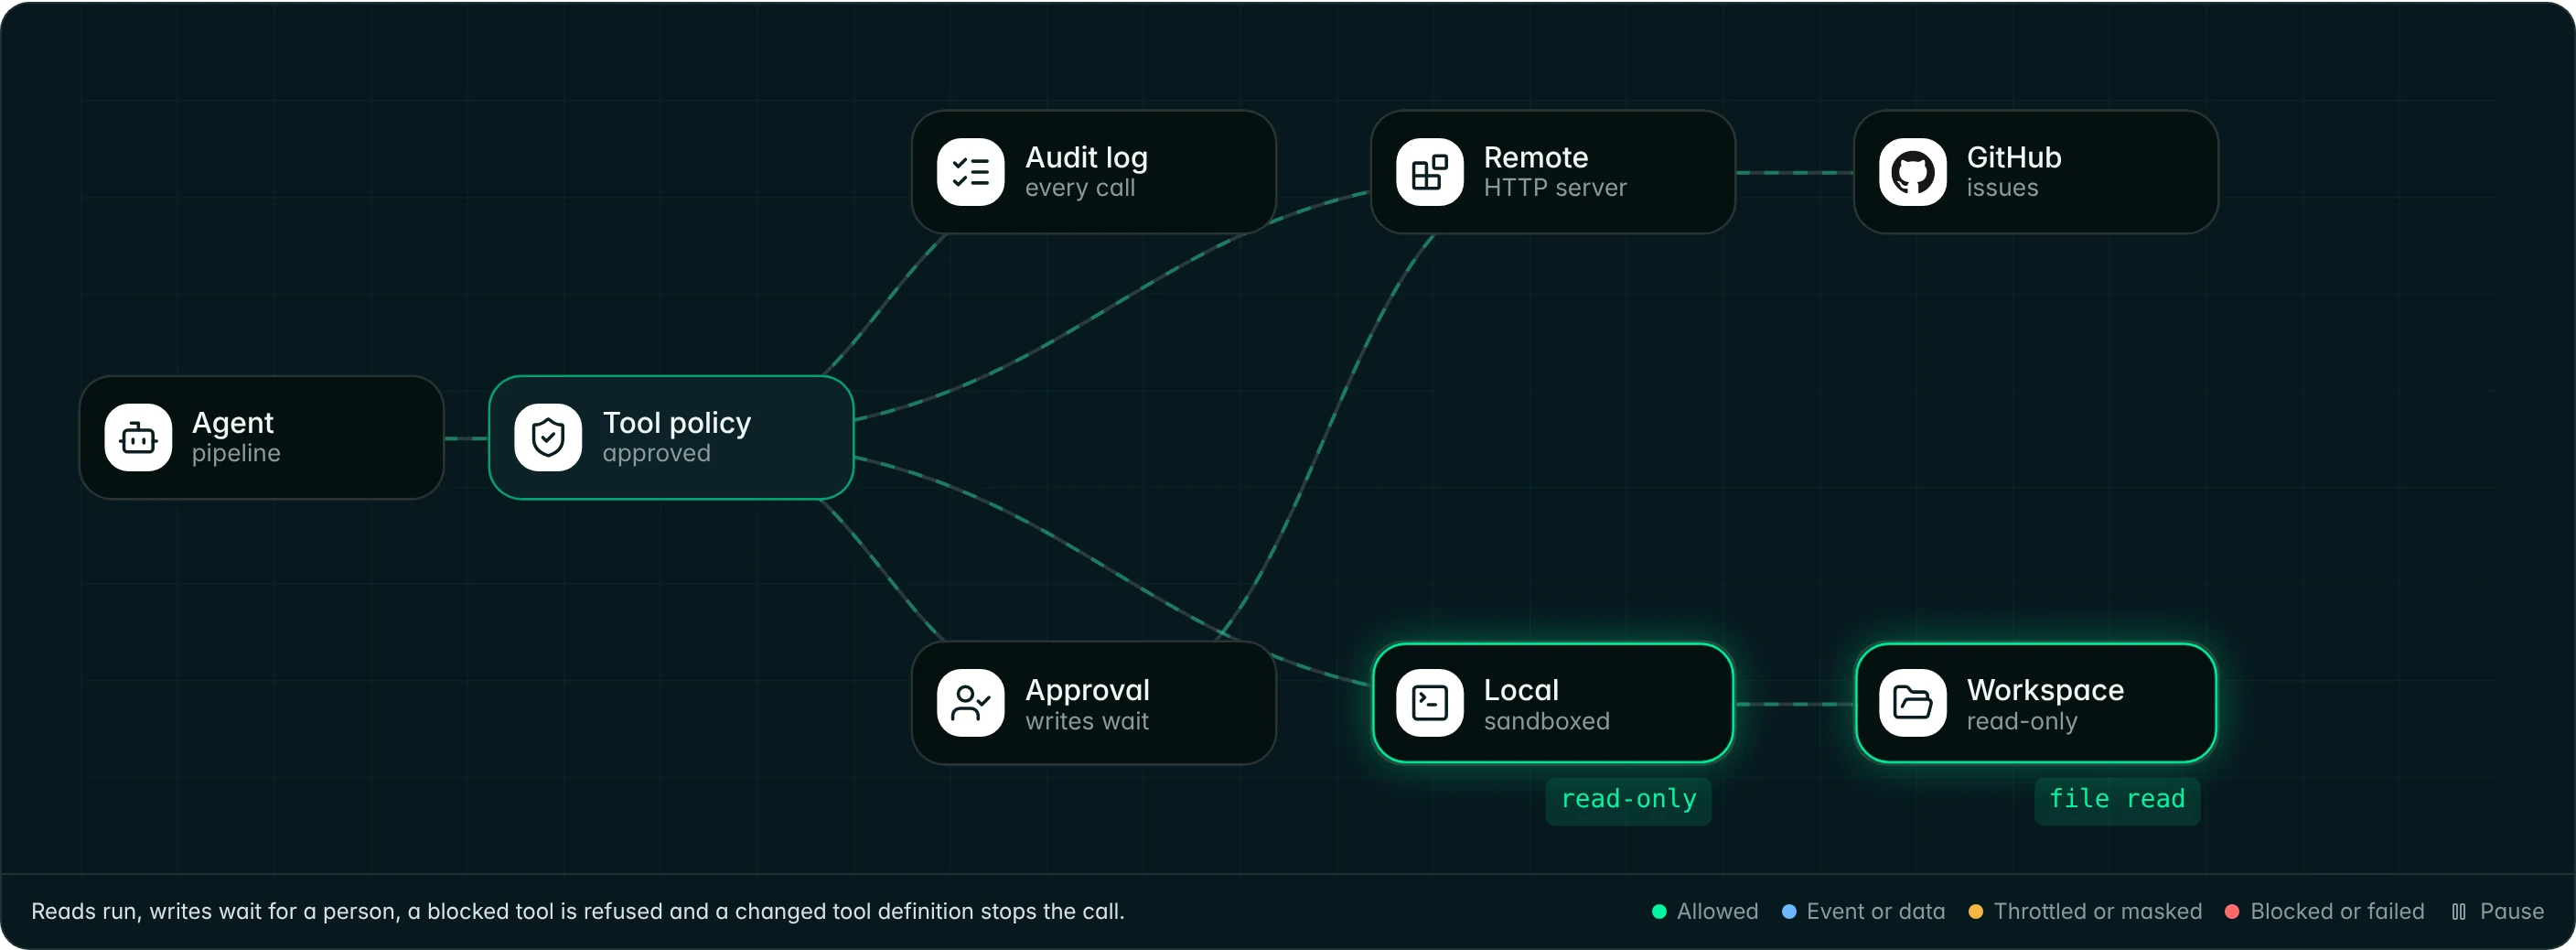 Audit log
every call
Remote
HTTP server
GitHub
issues
Agent
pipeline
Tool policy
approved
Approval
writes wait
Local
sandboxed
Workspace
read-only
read-only
file read
Reads run, writes wait for a person, a blocked tool is refused and a changed tool definition stops the call.
Allowed
Event or data
Throttled or masked
Blocked or failed
Pause